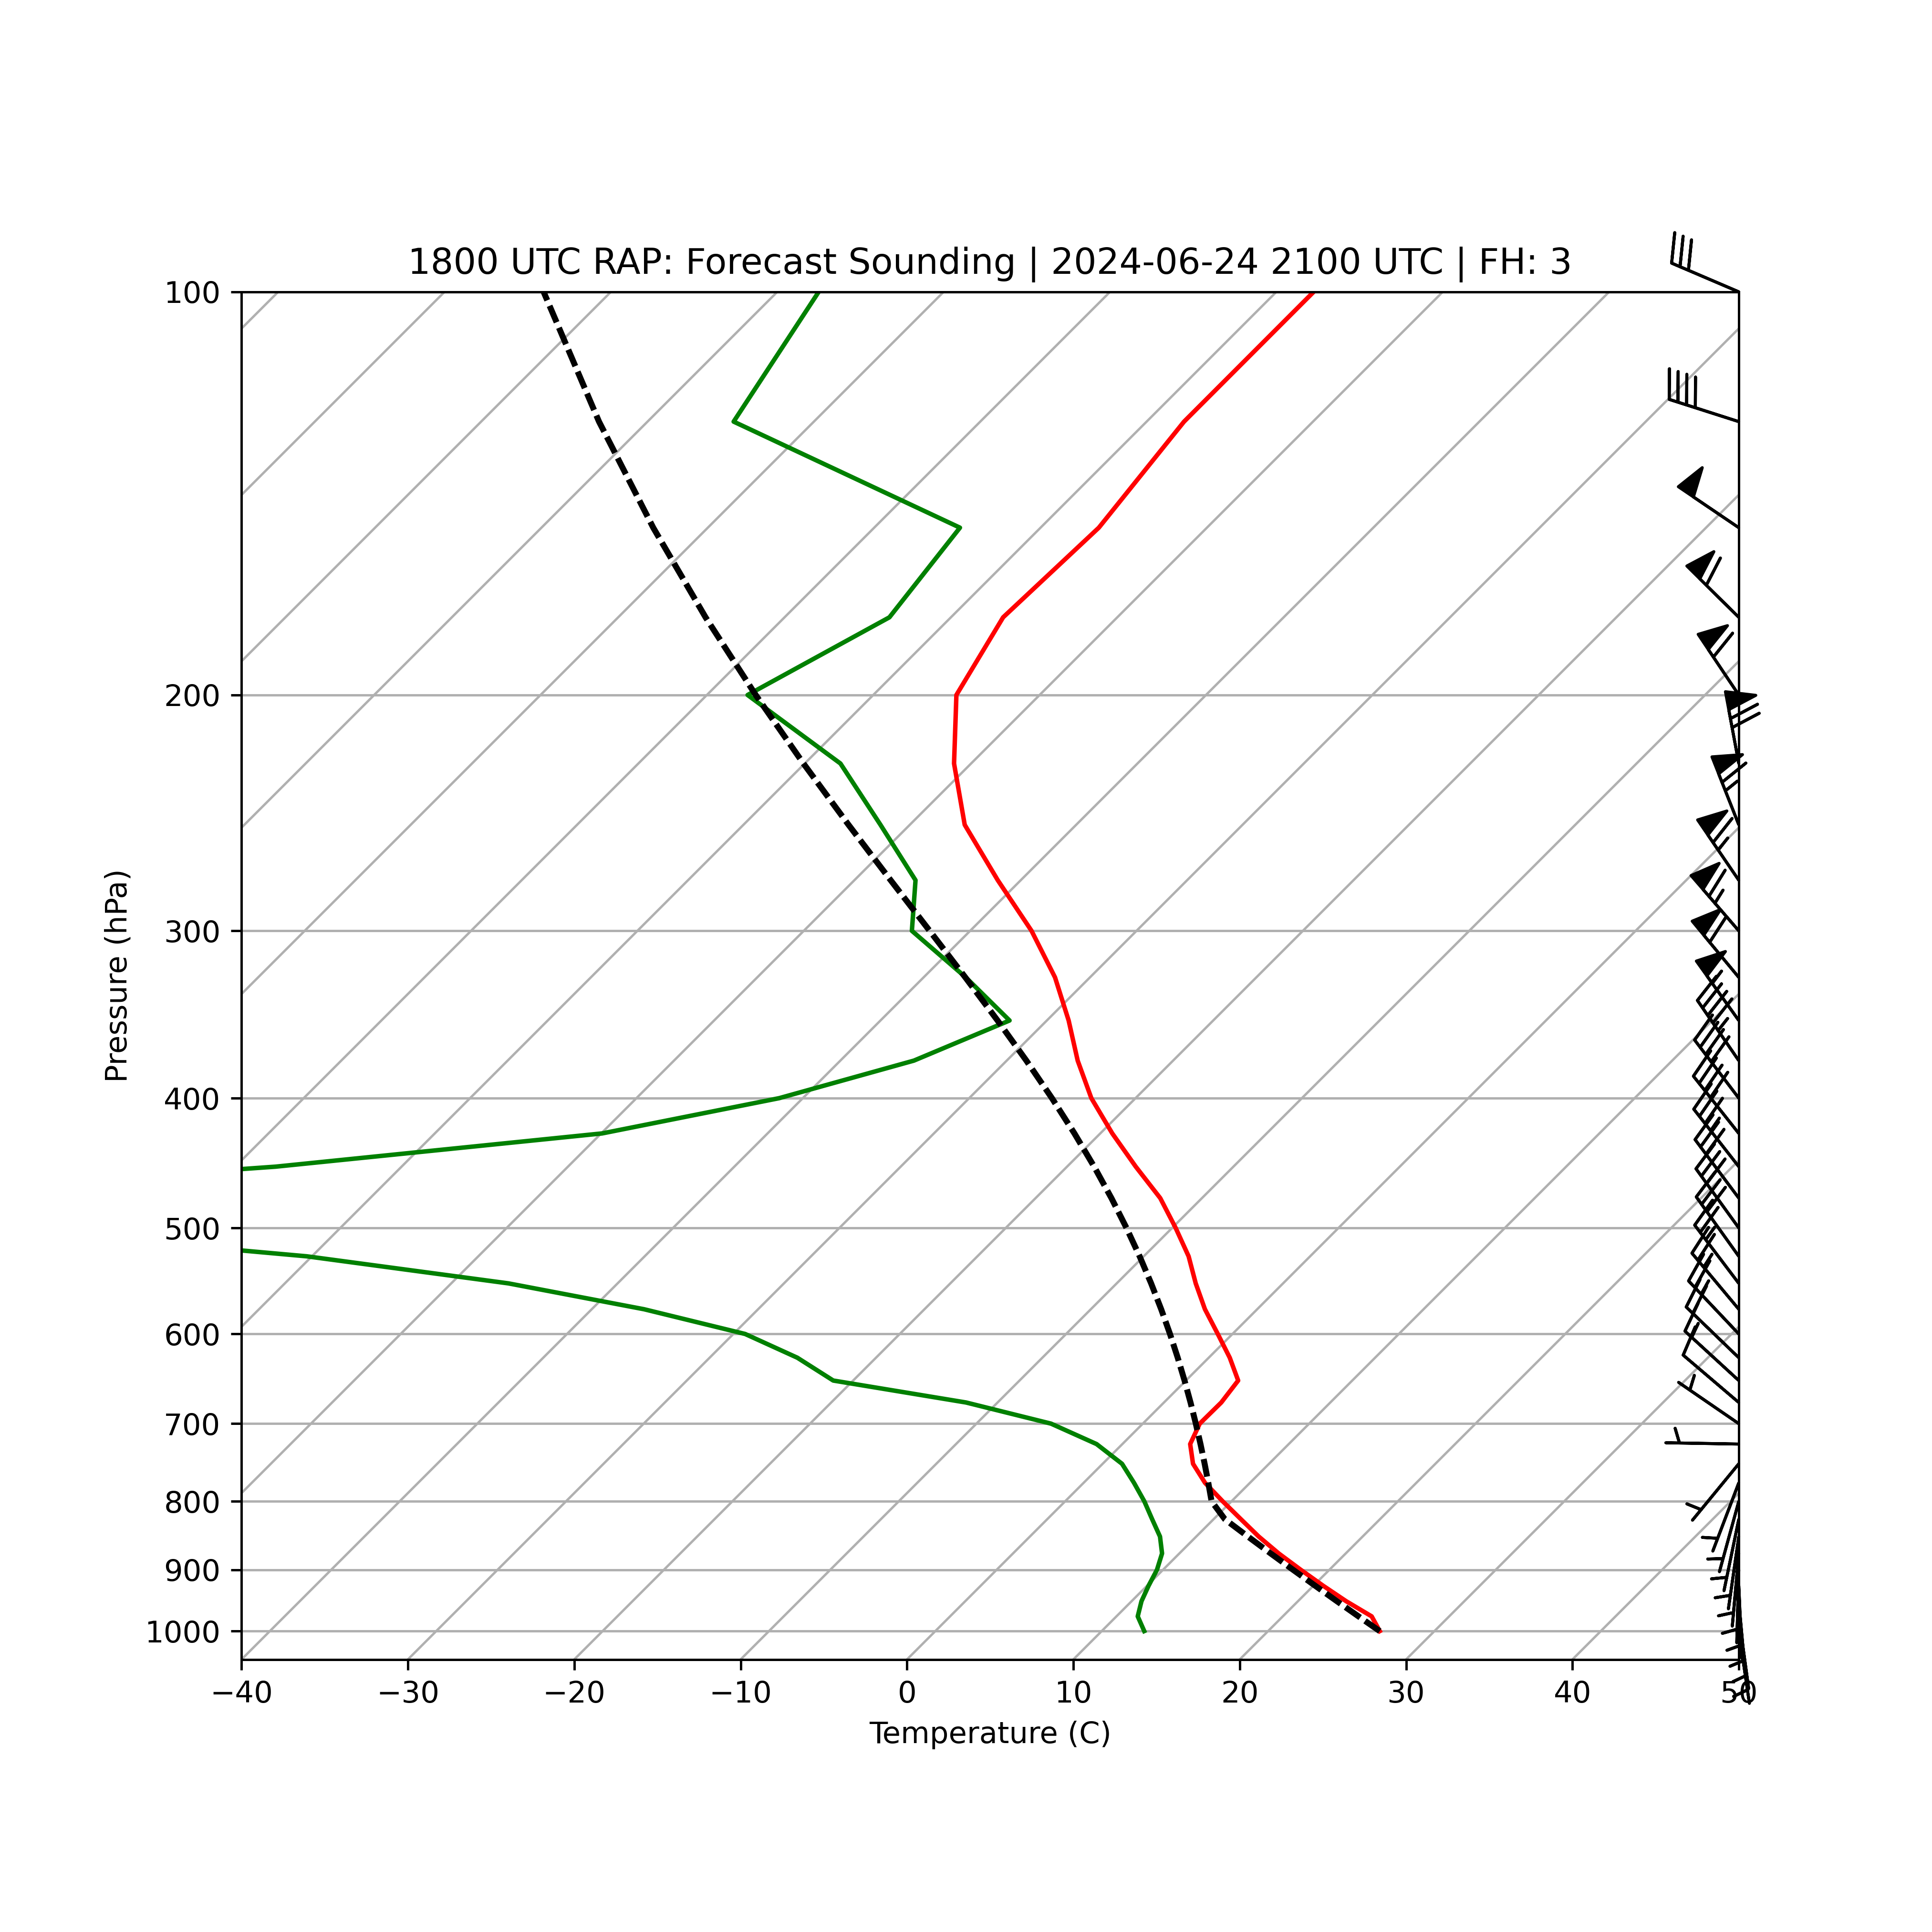 1800 UTC RAP: Forecast Sounding | 2024-06-24 2100 UTC | FH: 3
100
200
300
400
500
600
700
800
900
1000
Pressure (hPa)
−40 −30 −20 −10 0 10 20 30 40 50
Temperature (C)